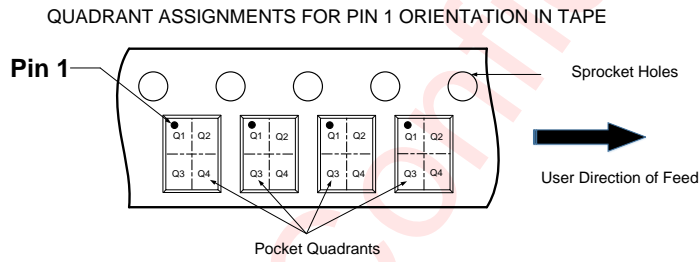 QUADRANT ASSIGNMENTS FOR PIN 1 ORIENTATION IN TAPE
Pin 1
Sprocket Holes
Q1 Q2 Q1 Q2 Q1 Q2 Q1 Q2
Q3 Q4 Q3 Q4 Q3 Q4 Q3 Q4
User Direction of Feed
Pocket Quadrants